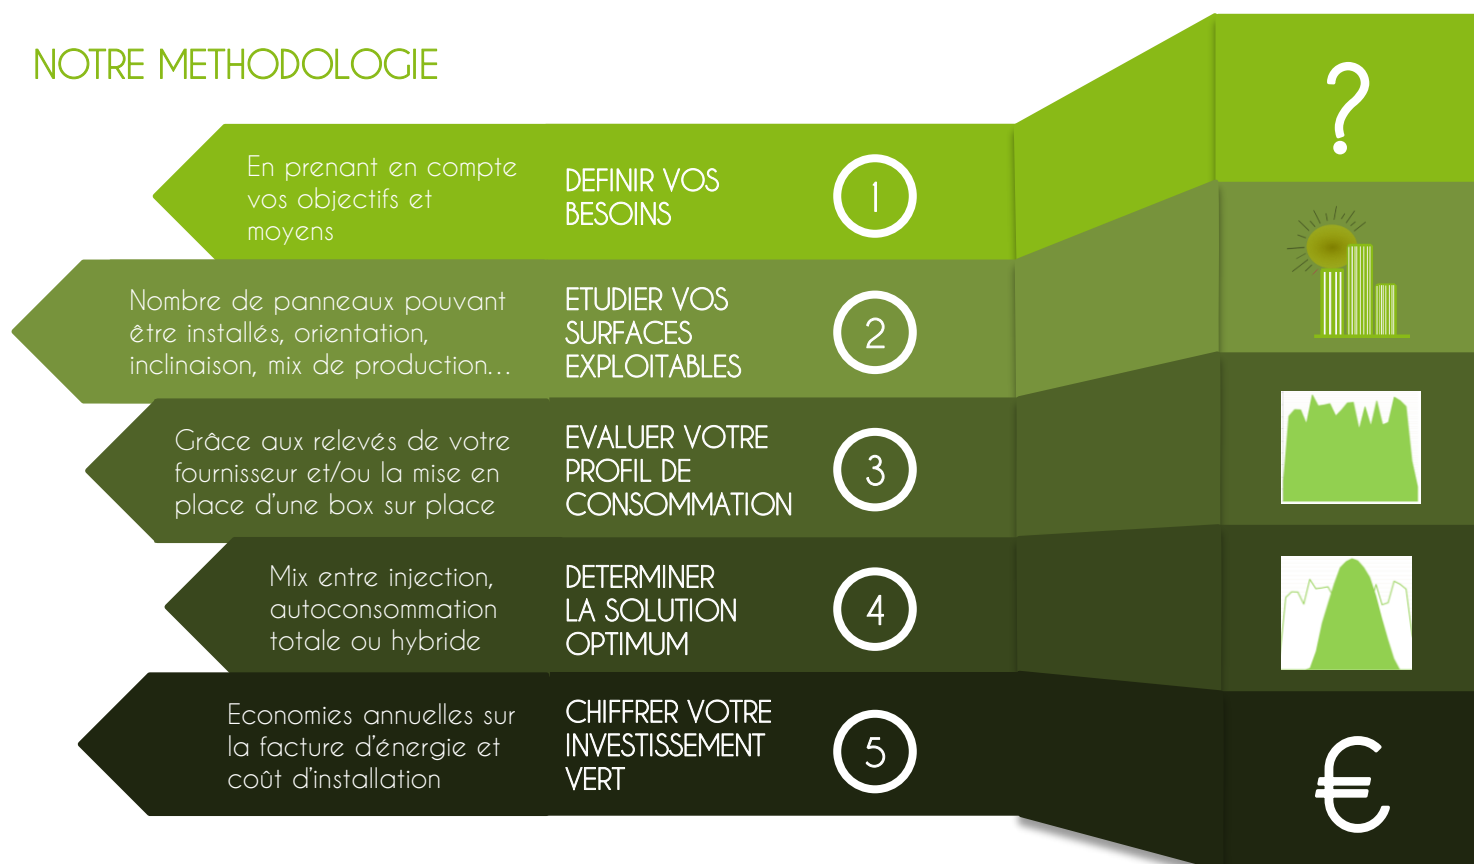 NOTRE METHODOLOGIE
En prenant en compte
vos objectifs et
moyens
DEFINIR VOS
BESOINS
1
?
Nombre de panneaux pouvant
être installés, orientation,
inclinaison, mix de production...
ETUDIER VOS
SURFACES
EXPLOITABLES
2
Grâce aux relevés de votre
fournisseur et/ou la mise en
place d'une box sur place
EVALUER VOTRE
PROFIL DE
CONSOMMATION
3
Mix entre injection,
autoconsommation
totale ou hybride
DETERMINER
LA SOLUTION
OPTIMUM
4
Economies annuelles sur
la facture d'énergie et
coût d'installation
CHIFFRER VOTRE
INVESTISSEMENT
VERT
5
€